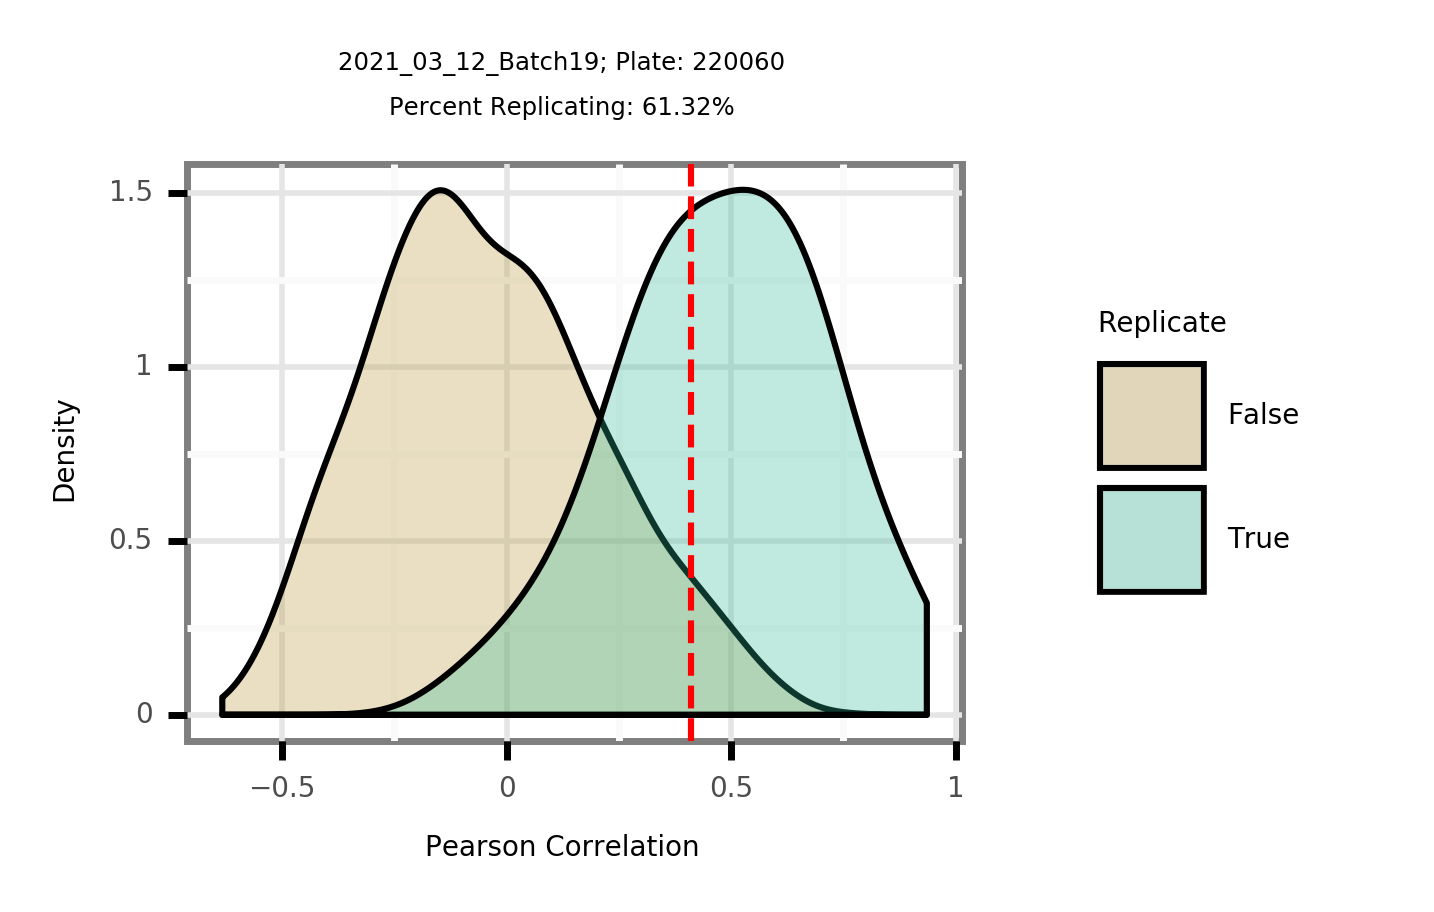 2021_03_12_Batch19; Plate: 220060
Percent Replicating: 61.32%
1.5
1
0.5
0
Density
−0.5
0
0.5
1
Pearson Correlation
Replicate
False
True